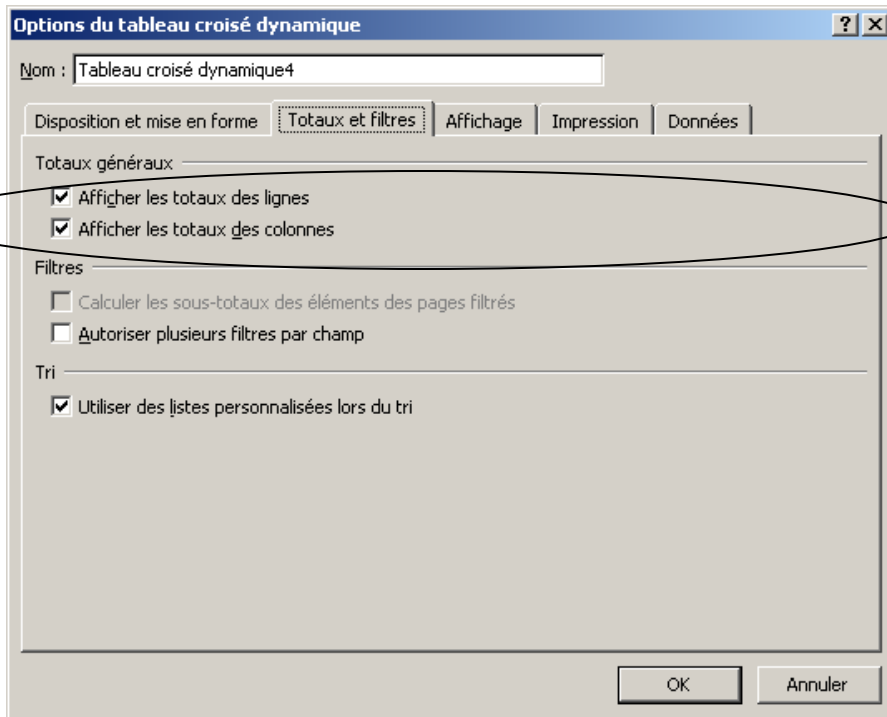 Options du tableau croisé dynamique
Nom : Tableau croisé dynamique4
Disposition et mise en forme Totaux et filtres Affichage Impression Données
Totaux généraux
Afficher les totaux des lignes
Afficher les totaux des colonnes
Filtres
Calculer les sous-totaux des éléments des pages filtrés
Autoriser plusieurs filtres par champ
Tri
Utiliser des listes personnalisées lors du tri
OK Annuler